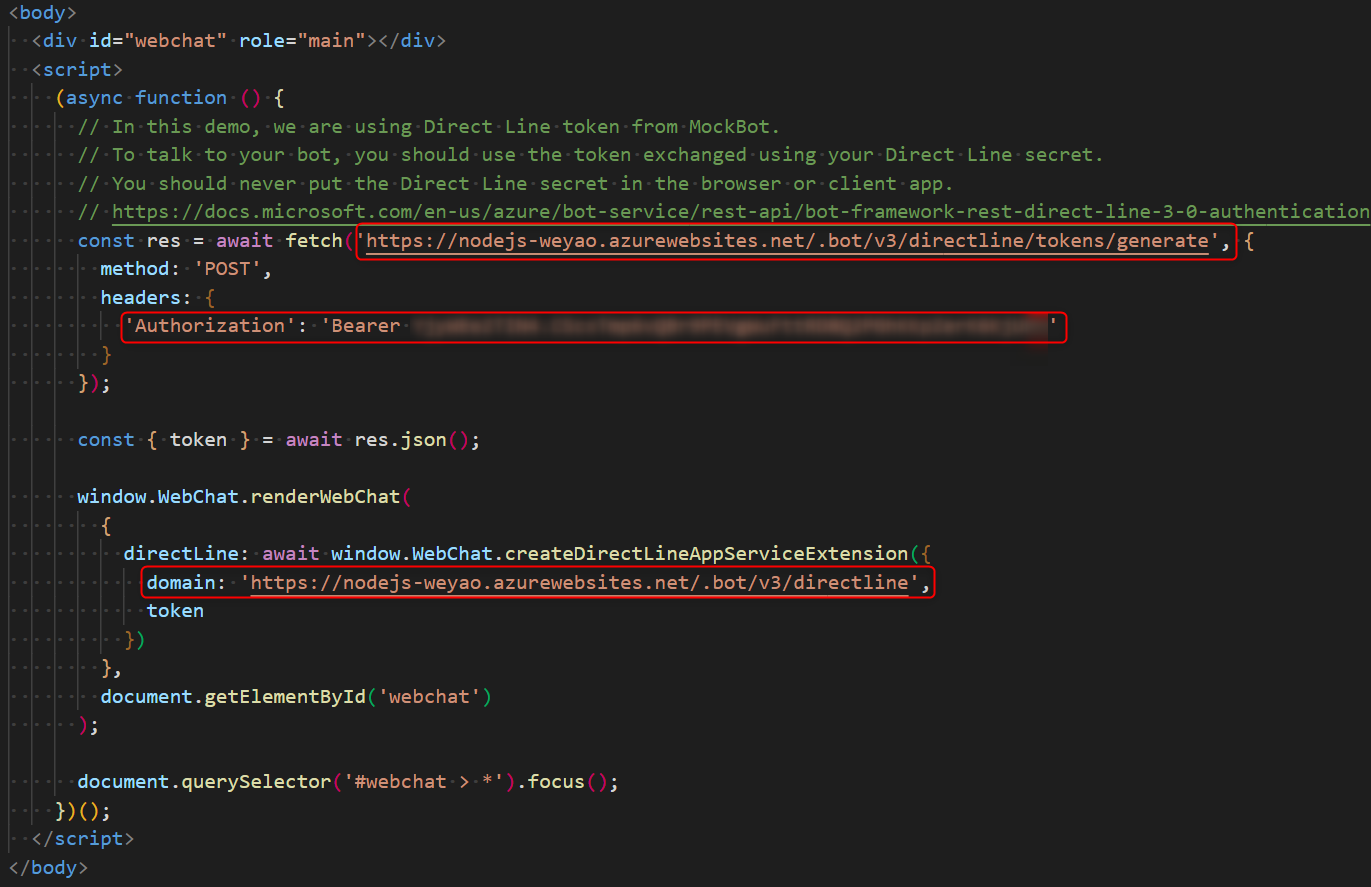 <body>
<div id="webchat" role="main"></div>
<script>
(async function () {
// In this demo, we are using Direct Line token from MockBot.
// To talk to your bot, you should use the token exchanged using your Direct Line secret.
// You should never put the Direct Line secret in the browser or client app.
// https://docs.microsoft.com/en-us/azure/bot-service/rest-api/bot-framework-rest-direct-line-3-0-authentication
const res = await fetch('https://nodejs-weyao.azurewebsites.net/.bot/v3/directline/tokens/generate', {
method: 'POST',
headers: {
'Authorization': 'Bearer '
}
});
const { token } = await res.json();
window.WebChat.renderWebChat(
{
directLine: await window.WebChat.createDirectLineAppServiceExtension({
domain: 'https://nodejs-weyao.azurewebsites.net/.bot/v3/directline',
token
})
},
document.getElementById('webchat')
);
document.querySelector('#webchat > *').focus();
})();
</script>
</body>